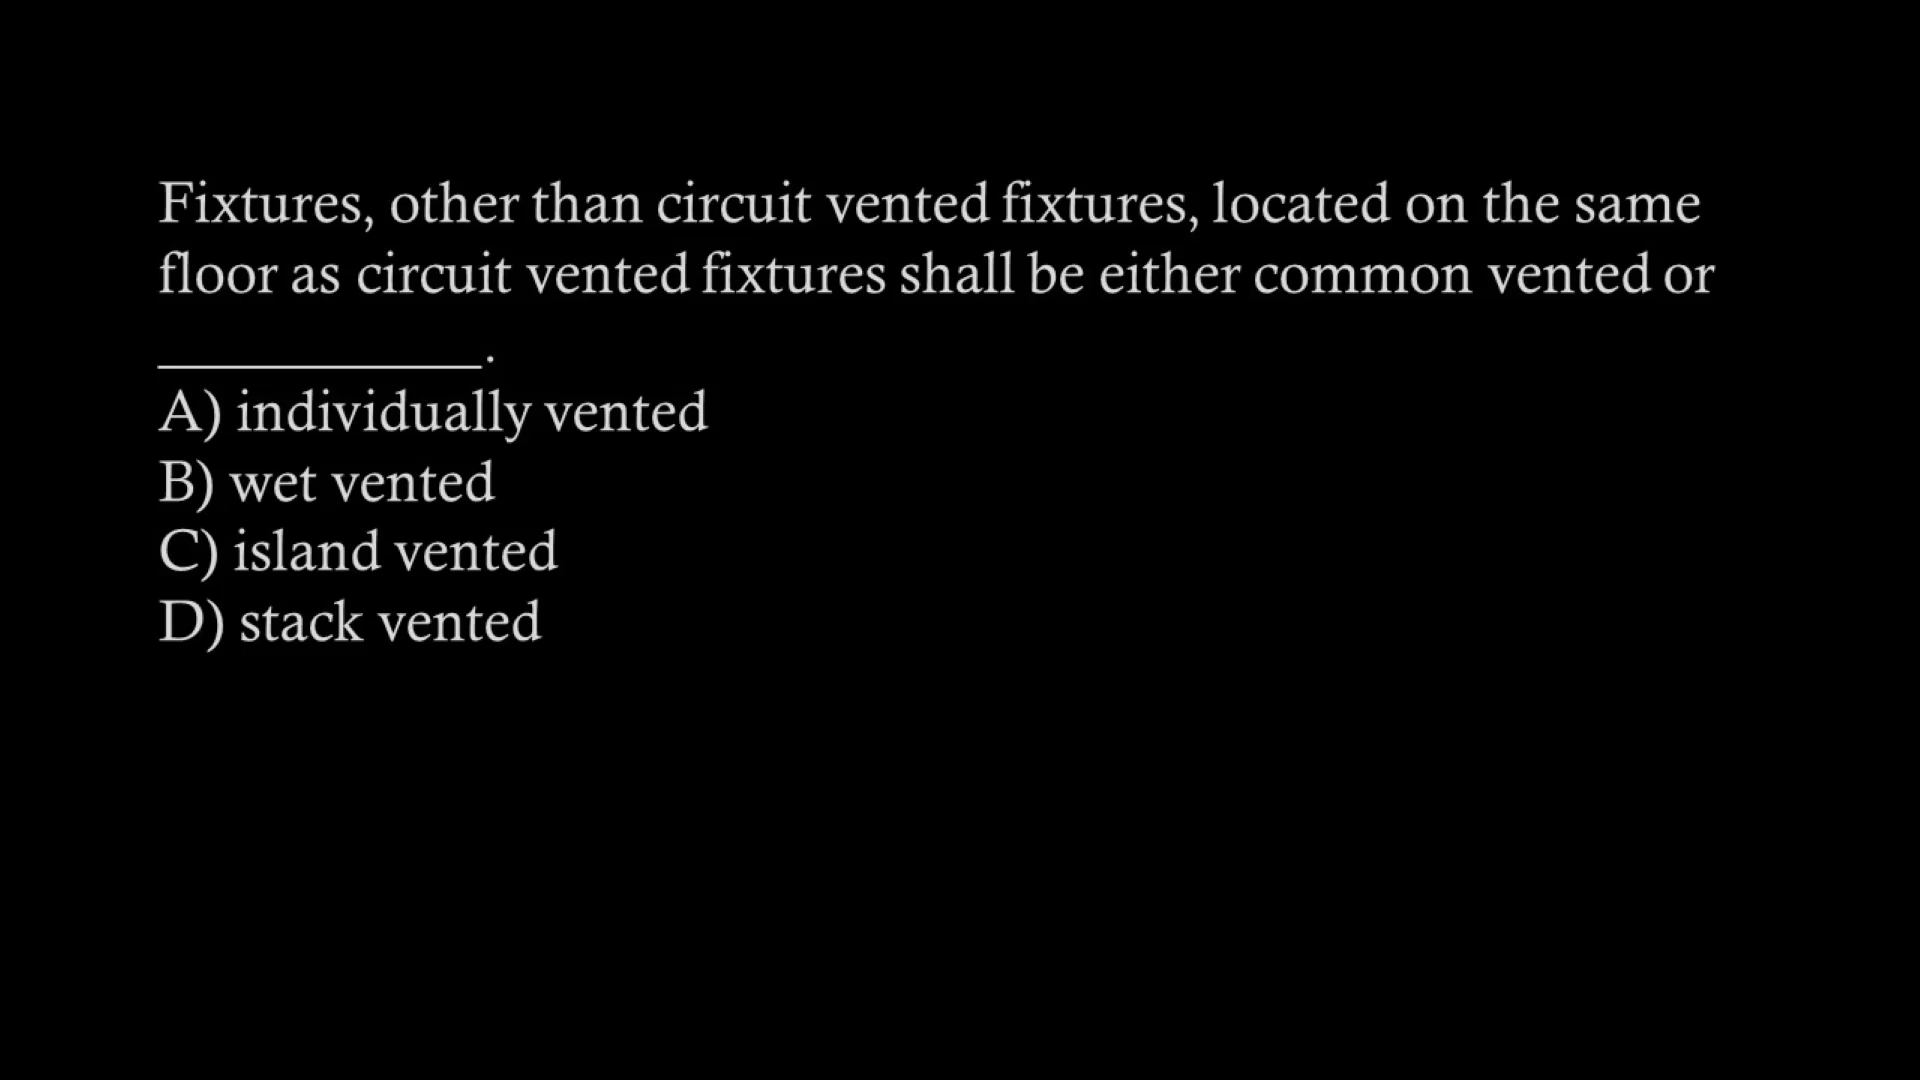 Fixtures, other than circuit vented fixtures, located on the same
floor as circuit vented fixtures shall be either common vented or
____________.
A) individually vented
B) wet vented
C) island vented
D) stack vented